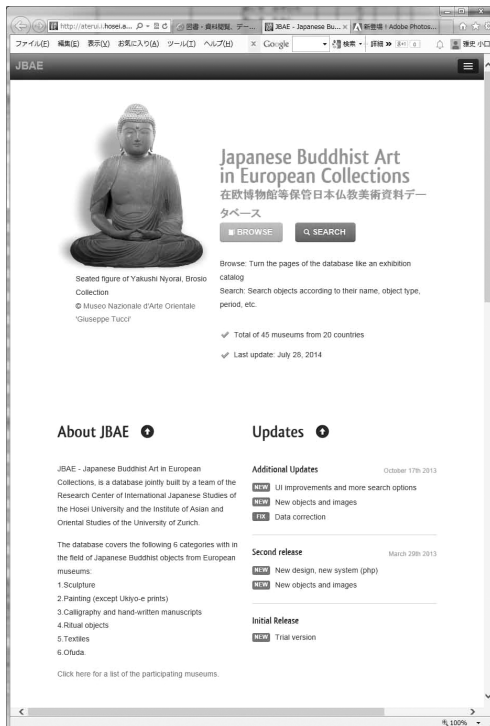 http://aterui.i.hosei.a...
図書・資料閲覧、デー...
JBAE - Japanese Bu...
新登場！Adobe Photos...
ファイル(F) 編集(E) 表示(V) お気に入り(A) ツール(T) ヘルプ(H)
× Google 検索 詳細 >> 雅史 小口
JBAE
Japanese Buddhist Art
in European Collections
在欧博物館等保管日本仏教美術資料デー
タベース
BROWSE SEARCH
Browse: Turn the pages of the database like an exhibition
catalog
Search: Search objects according to their name, object type,
period, etc.
Total of 45 museums from 20 countries
Last update: July 28, 2014
Seated figure of Yakushi Nyorai, Brosio
Collection
© Museo Nazionale d'Arte Orientale
'Giuseppe Tucci'
About JBAE
JBAE - Japanese Buddhist Art in European
Collections, is a database jointly built by a team of the
Research Center of International Japanese Studies of
the Hosei University and the Institute of Asian and
Oriental Studies of the University of Zurich.
The database covers the following 6 categories with in
the field of Japanese Buddhist objects from European
museums:
1.Sculpture
2.Painting (except Ukiyo-e prints)
3.Calligraphy and hand-written manuscripts
4.Ritual objects
5.Textiles
6.Ofuda.
Click here for a list of the participating museums.
Updates
Additional Updates October 17th 2013
NEW UI improvements and more search options
NEW New objects and images
FIX Data correction
Second release March 29th 2013
NEW New design, new system (php)
NEW New objects and images
Initial Release
NEW Trial version
100%